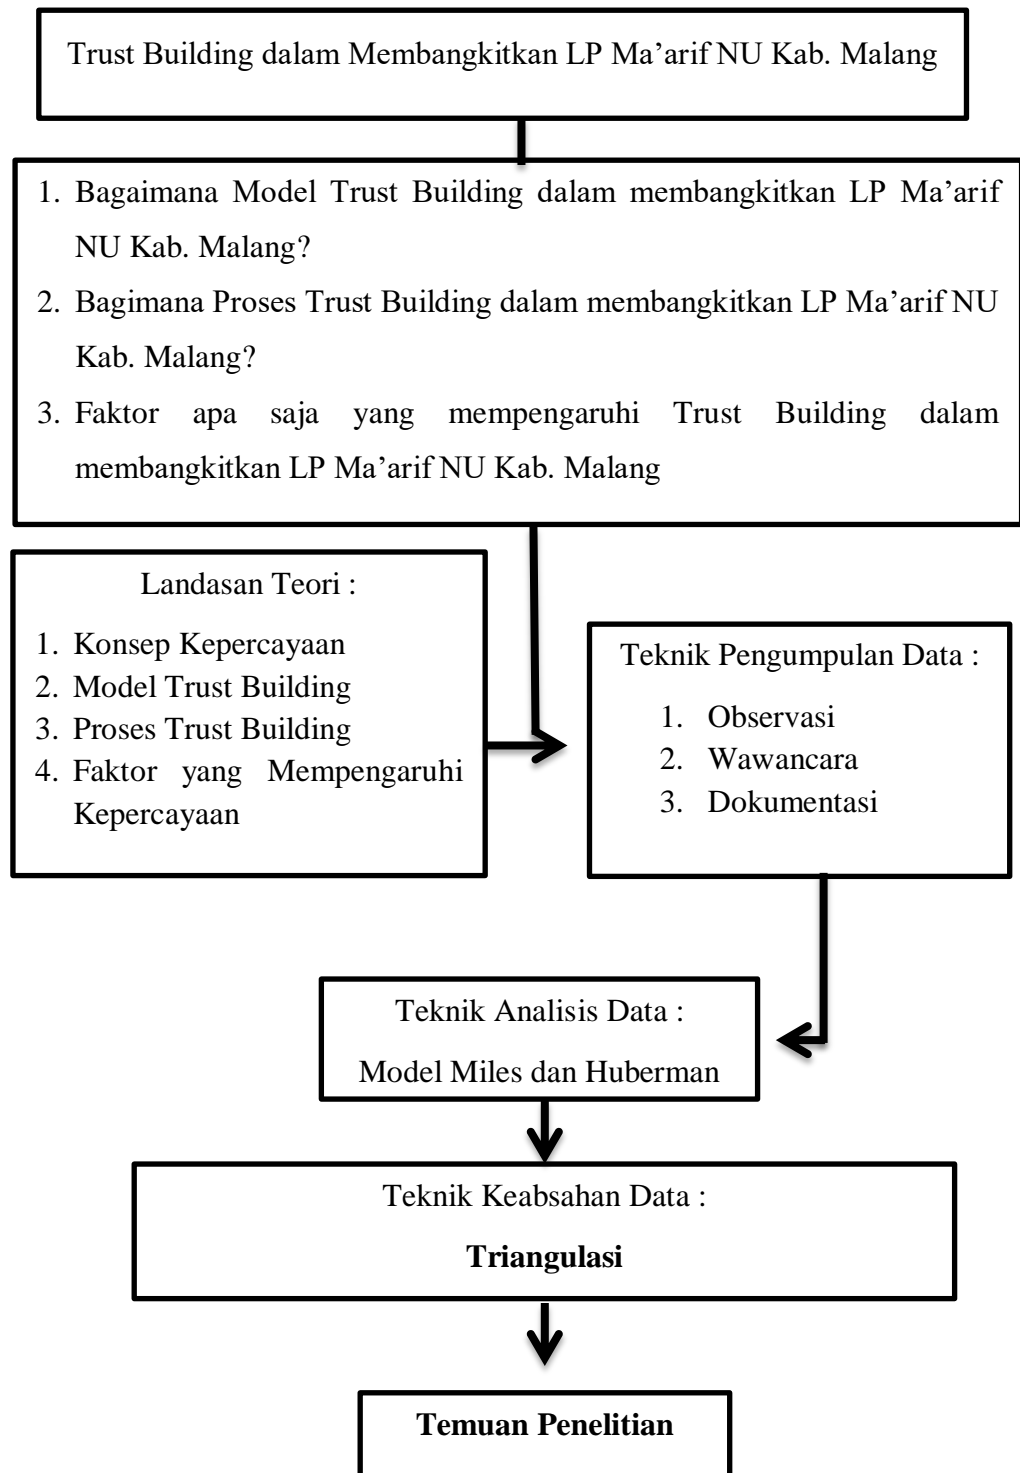 Trust Building dalam Membangkitkan LP Ma’arif NU Kab. Malang
1. Bagaimana Model Trust Building dalam membangkitkan LP Ma’arif
NU Kab. Malang?
2. Bagimana Proses Trust Building dalam membangkitkan LP Ma’arif NU
Kab. Malang?
3. Faktor apa saja yang mempengaruhi Trust Building dalam
membangkitkan LP Ma’arif NU Kab. Malang
Landasan Teori :
1. Konsep Kepercayaan
2. Model Trust Building
3. Proses Trust Building
4. Faktor yang Mempengaruhi
Kepercayaan
Teknik Pengumpulan Data :
1. Observasi
2. Wawancara
3. Dokumentasi
Teknik Analisis Data :
Model Miles dan Huberman
Teknik Keabsahan Data :
Triangulasi
Temuan Penelitian